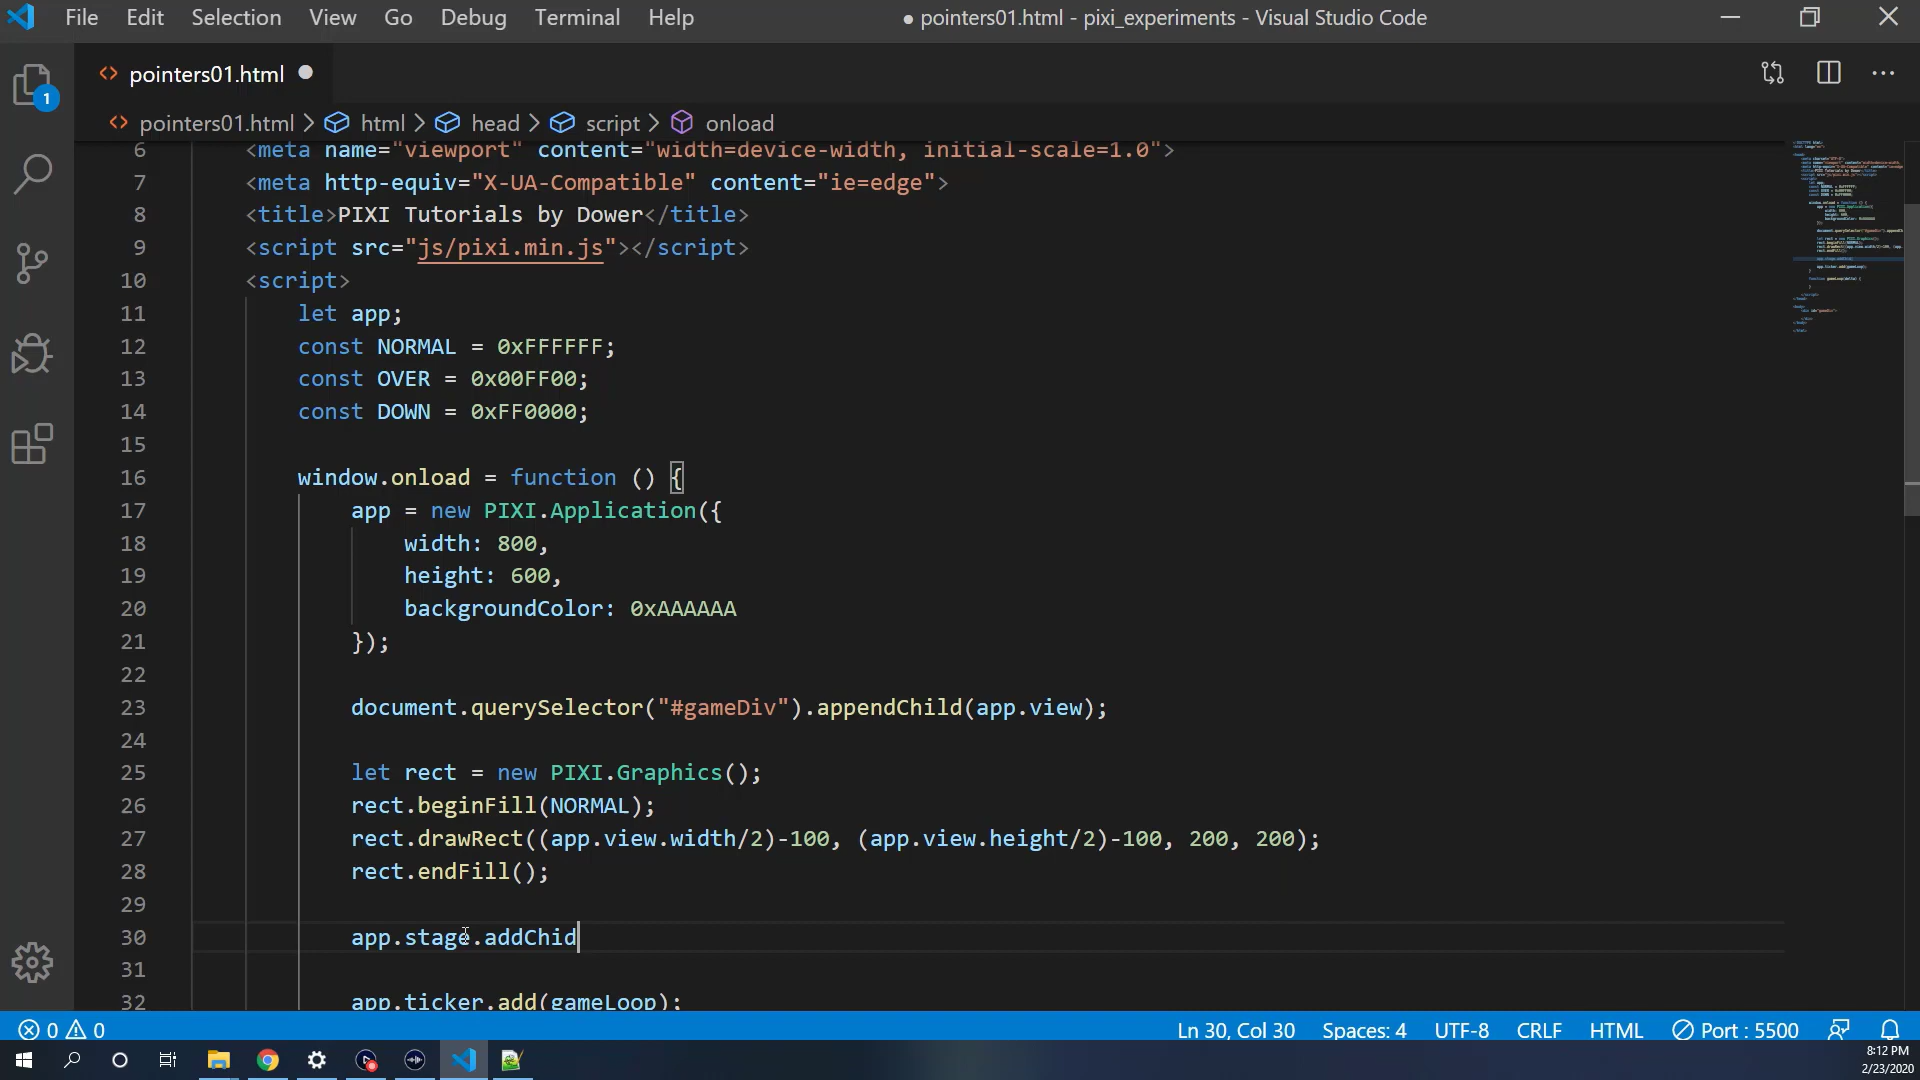 File Edit Selection View Go Debug Terminal Help ● pointers01.html - pixi_experiments - Visual Studio Code
<> pointers01.html ●
1
<> pointers01.html > html > head > script > onload
6 <meta name="viewport" content="width=device-width, initial-scale=1.0">
7 <meta http-equiv="X-UA-Compatible" content="ie=edge">
8 <title>PIXI Tutorials by Dower</title>
9 <script src="js/pixi.min.js"></script>
10 <script>
11 let app;
12 const NORMAL = 0xFFFFFF;
13 const OVER = 0x00FF00;
14 const DOWN = 0xFF0000;
15
16 window.onload = function () {
17 app = new PIXI.Application({
18 width: 800,
19 height: 600,
20 backgroundColor: 0xAAAAAA
21 });
22
23 document.querySelector("#gameDiv").appendChild(app.view);
24
25 let rect = new PIXI.Graphics();
26 rect.beginFill(NORMAL);
27 rect.drawRect((app.view.width/2)-100, (app.view.height/2)-100, 200, 200);
28 rect.endFill();
29
30 app.stage.addChid
31
32 app.ticker.add(gameLoop);
0 0 Ln 30, Col 30 Spaces: 4 UTF-8 CRLF HTML Port : 5500
8:12 PM
2/23/2020